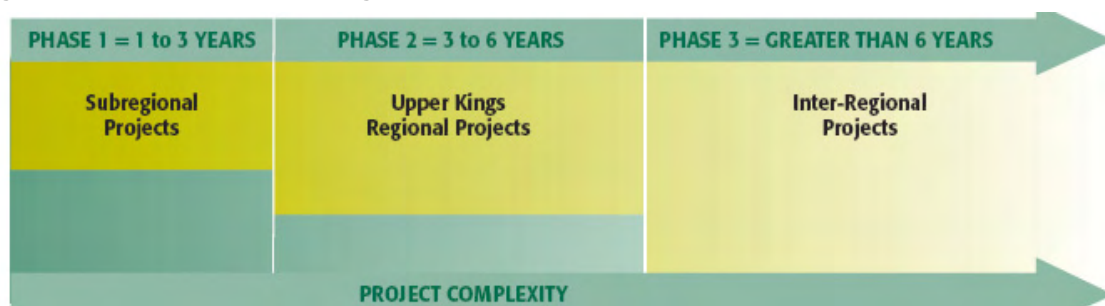 PHASE 1 = 1 to 3 YEARS
PHASE 2 = 3 to 6 YEARS
PHASE 3 = GREATER THAN 6 YEARS
Subregional
Projects
Upper Kings
Regional Projects
Inter-Regional
Projects
PROJECT COMPLEXITY